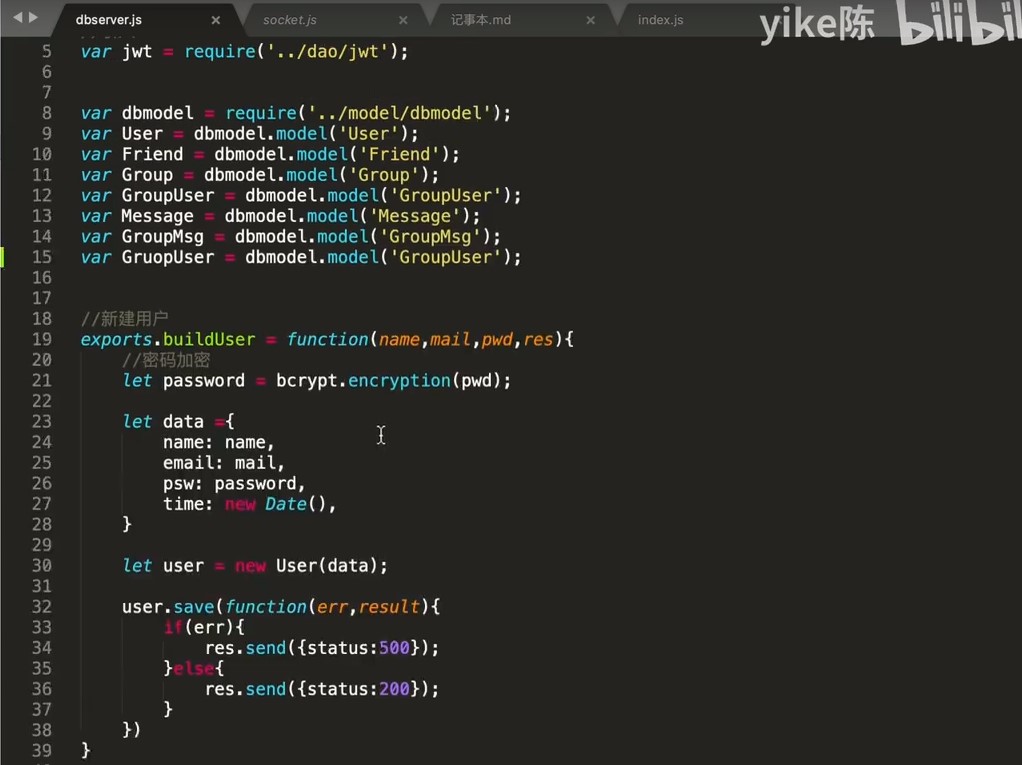 dbserver.js × socket.js × 记事本.md × index.js yike陈 bilibili
5 var jwt = require('../dao/jwt');
6
7
8 var dbmodel = require('../model/dbmodel');
9 var User = dbmodel.model('User');
10 var Friend = dbmodel.model('Friend');
11 var Group = dbmodel.model('Group');
12 var GroupUser = dbmodel.model('GroupUser');
13 var Message = dbmodel.model('Message');
14 var GroupMsg = dbmodel.model('GroupMsg');
15 var GruopUser = dbmodel.model('GroupUser');
16
17
18 //新建用户
19 exports.buildUser = function(name,mail,pwd,res){
20 //密码加密
21 let password = bcrypt.encryption(pwd);
22
23 let data ={
24 name: name,
25 email: mail,
26 psw: password,
27 time: new Date(),
28 }
29
30 let user = new User(data);
31
32 user.save(function(err,result){
33 if(err){
34 res.send({status:500});
35 }else{
36 res.send({status:200});
37 }
38 })
39 }